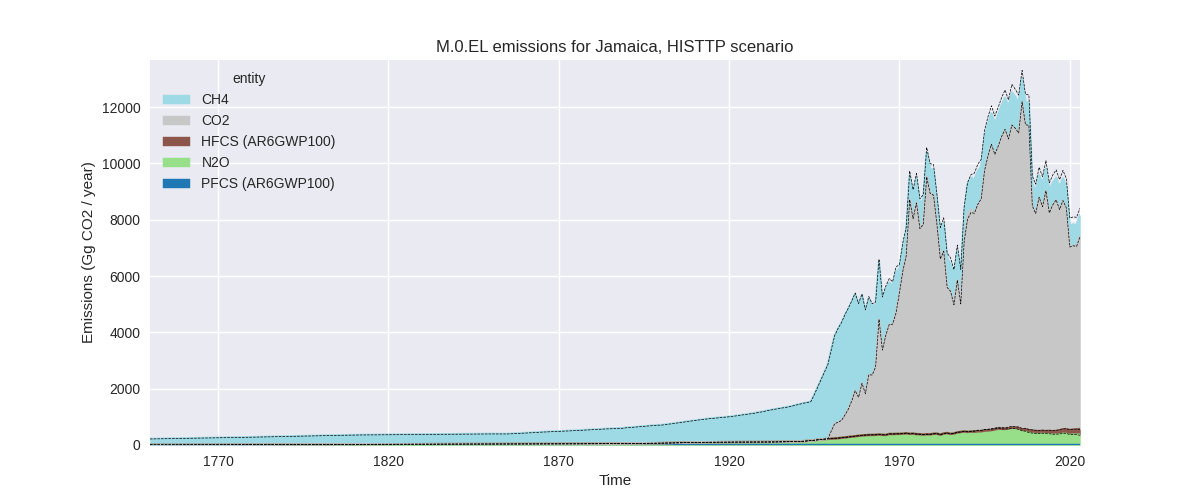 M.0.EL emissions for Jamaica, HISTTP scenario
entity
CH4
CO2
HFCS (AR6GWP100)
N2O
PFCS (AR6GWP100)
Emissions (Gg CO2 / year)
12000
10000
8000
6000
4000
2000
0
1770
1820
1870
1920
1970
2020
Time